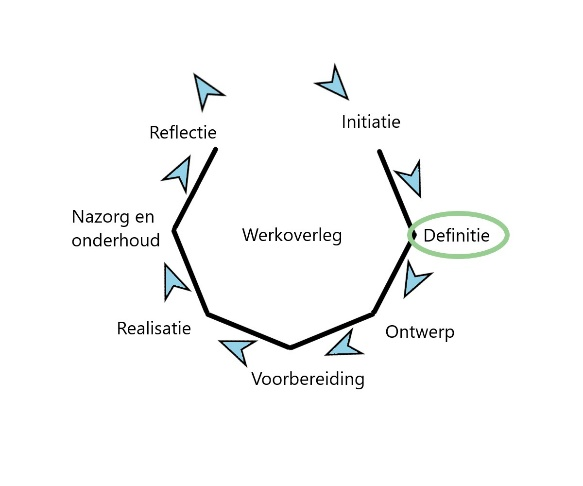 Initiatie
Reflectie
Nazorg en
onderhoud
Werkoverleg
Definitie
Realisatie
Ontwerp
Voorbereiding